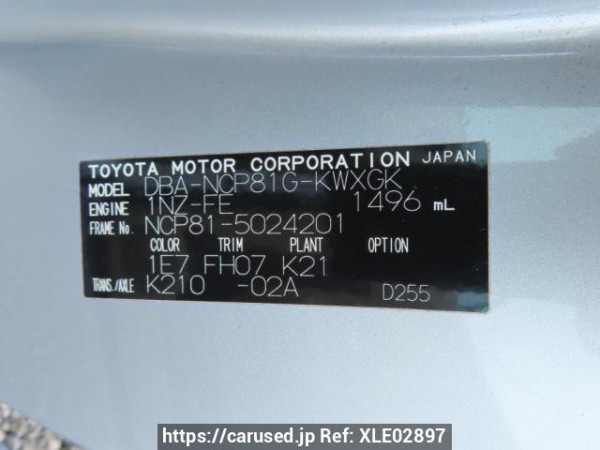 TOYOTA MOTOR CORPORATION JAPAN
MODEL DBA-NCP81G-KWXGK
ENGINE 1NZ-FE 1496 mL
FRAME No. NCP81-5024201
COLOR TRIM PLANT OPTION
1E7 FH07 K21
TRANS./AXLE K210 -02A D255
https://carused.jp Ref: XLE02897